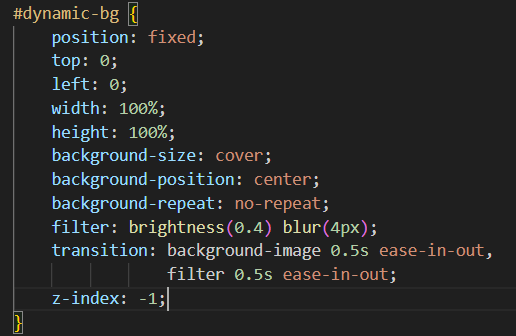 #dynamic-bg {
    position: fixed;
    top: 0;
    left: 0;
    width: 100%;
    height: 100%;
    background-size: cover;
    background-position: center;
    background-repeat: no-repeat;
    filter: brightness(0.4) blur(4px);
    transition: background-image 0.5s ease-in-out,
                filter 0.5s ease-in-out;
    z-index: -1;
}